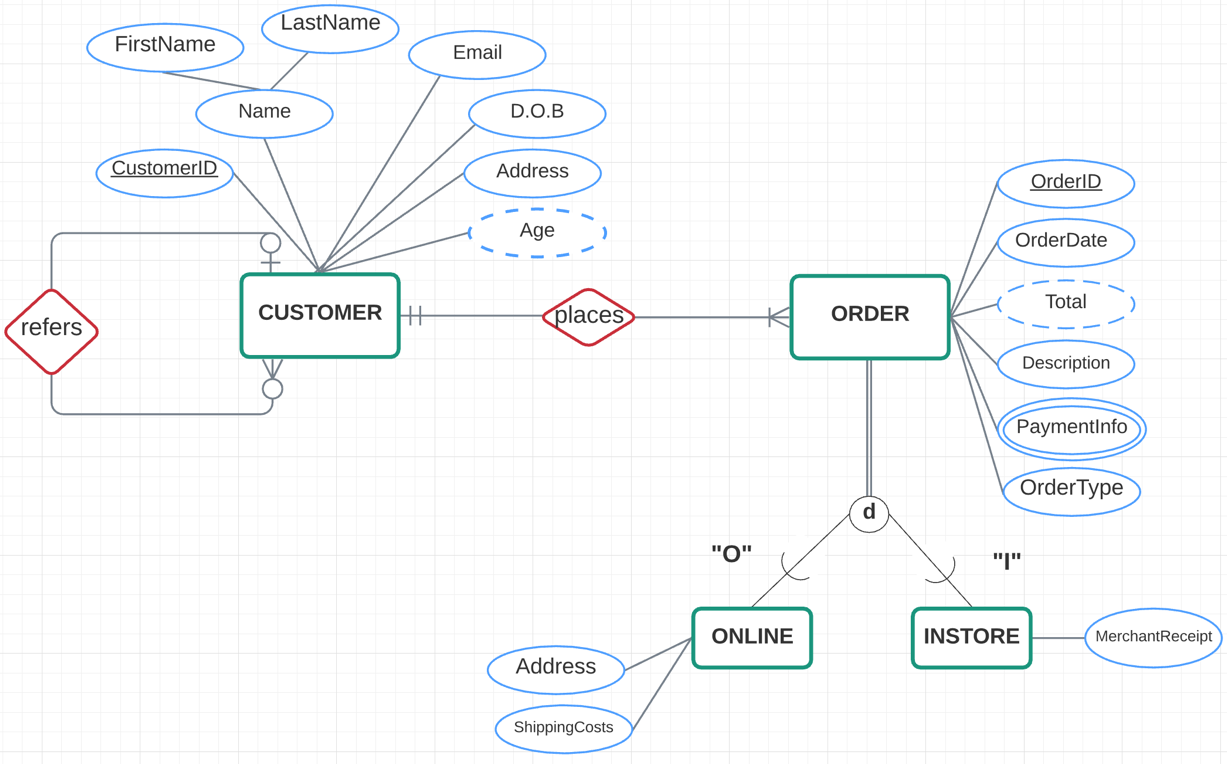 LastName
FirstName
Email
Name
D.O.B
CustomerID
Address
Age
OrderID
OrderDate
Total
CUSTOMER
places
ORDER
refers
Description
PaymentInfo
OrderType
d
"O"
"I"
ONLINE
INSTORE
MerchantReceipt
Address
ShippingCosts